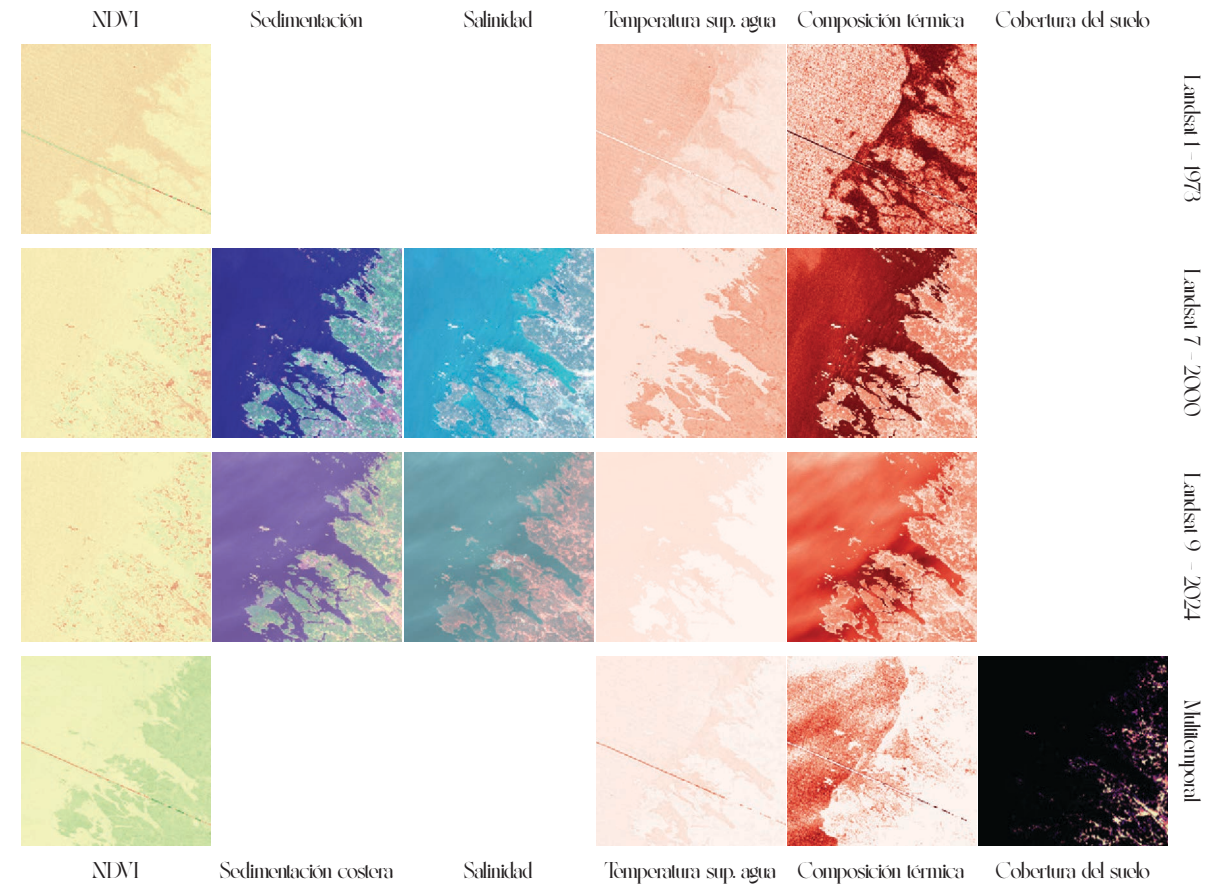 NDVI
Sedimentación
Salinidad
Temperatura sup. agua
Composición térmica
Cobertura del suelo
Landsat 1 - 1973
Landsat 7 - 2000
Landsat 9 - 2024
Multitemporal
NDVI
Sedimentación costera
Salinidad
Temperatura sup. agua
Composición térmica
Cobertura del suelo